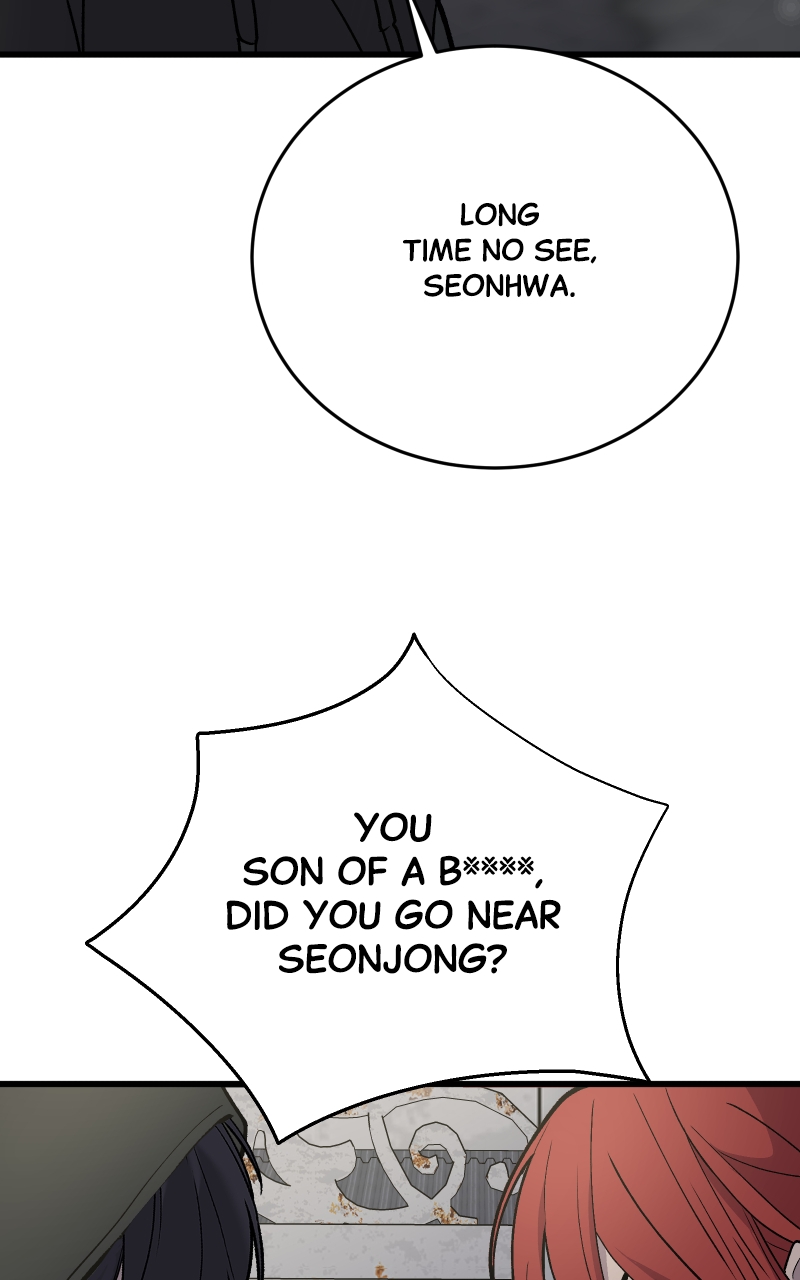 LONG
TIME NO SEE,
SEONHWA.
YOU
SON OF A B****,
DID YOU GO NEAR
SEONJONG?